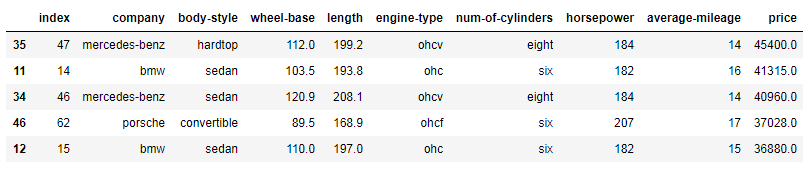 index company body-style wheel-base length engine-type num-of-cylinders horsepower average-mileage price
35 47 mercedes-benz hardtop 112.0 199.2 ohcv eight 184 14 45400.0
11 14 bmw sedan 103.5 193.8 ohc six 182 16 41315.0
34 46 mercedes-benz sedan 120.9 208.1 ohcv eight 184 14 40960.0
46 62 porsche convertible 89.5 168.9 ohcf six 207 17 37028.0
12 15 bmw sedan 110.0 197.0 ohc six 182 15 36880.0